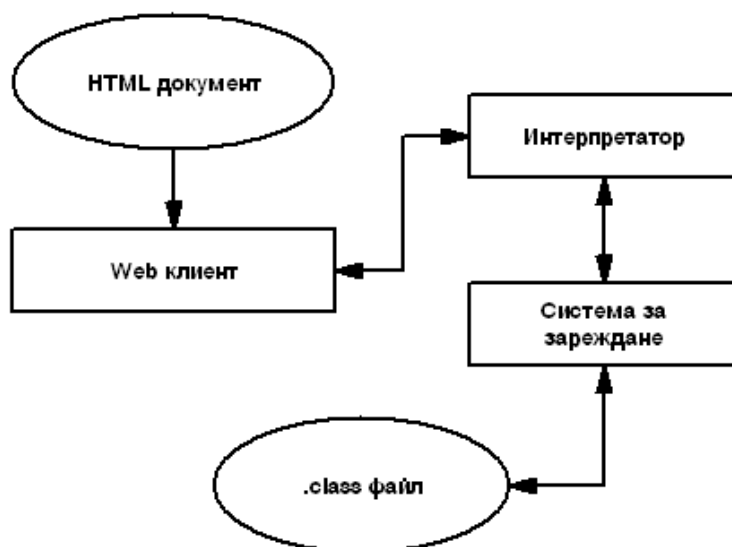 HTML документ
Интерпретатор
Web клиент
Система за
зареждане
.class файл